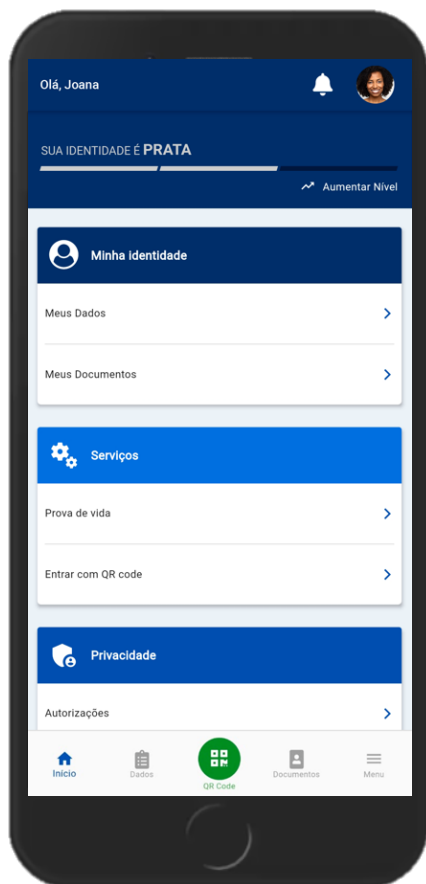 Olá, Joana
SUA IDENTIDADE É PRATA
Aumentar Nível
Minha identidade
Meus Dados
Meus Documentos
Serviços
Prova de vida
Entrar com QR code
Privacidade
Autorizações
Início
Dados
QR Code
Documentos
Menu